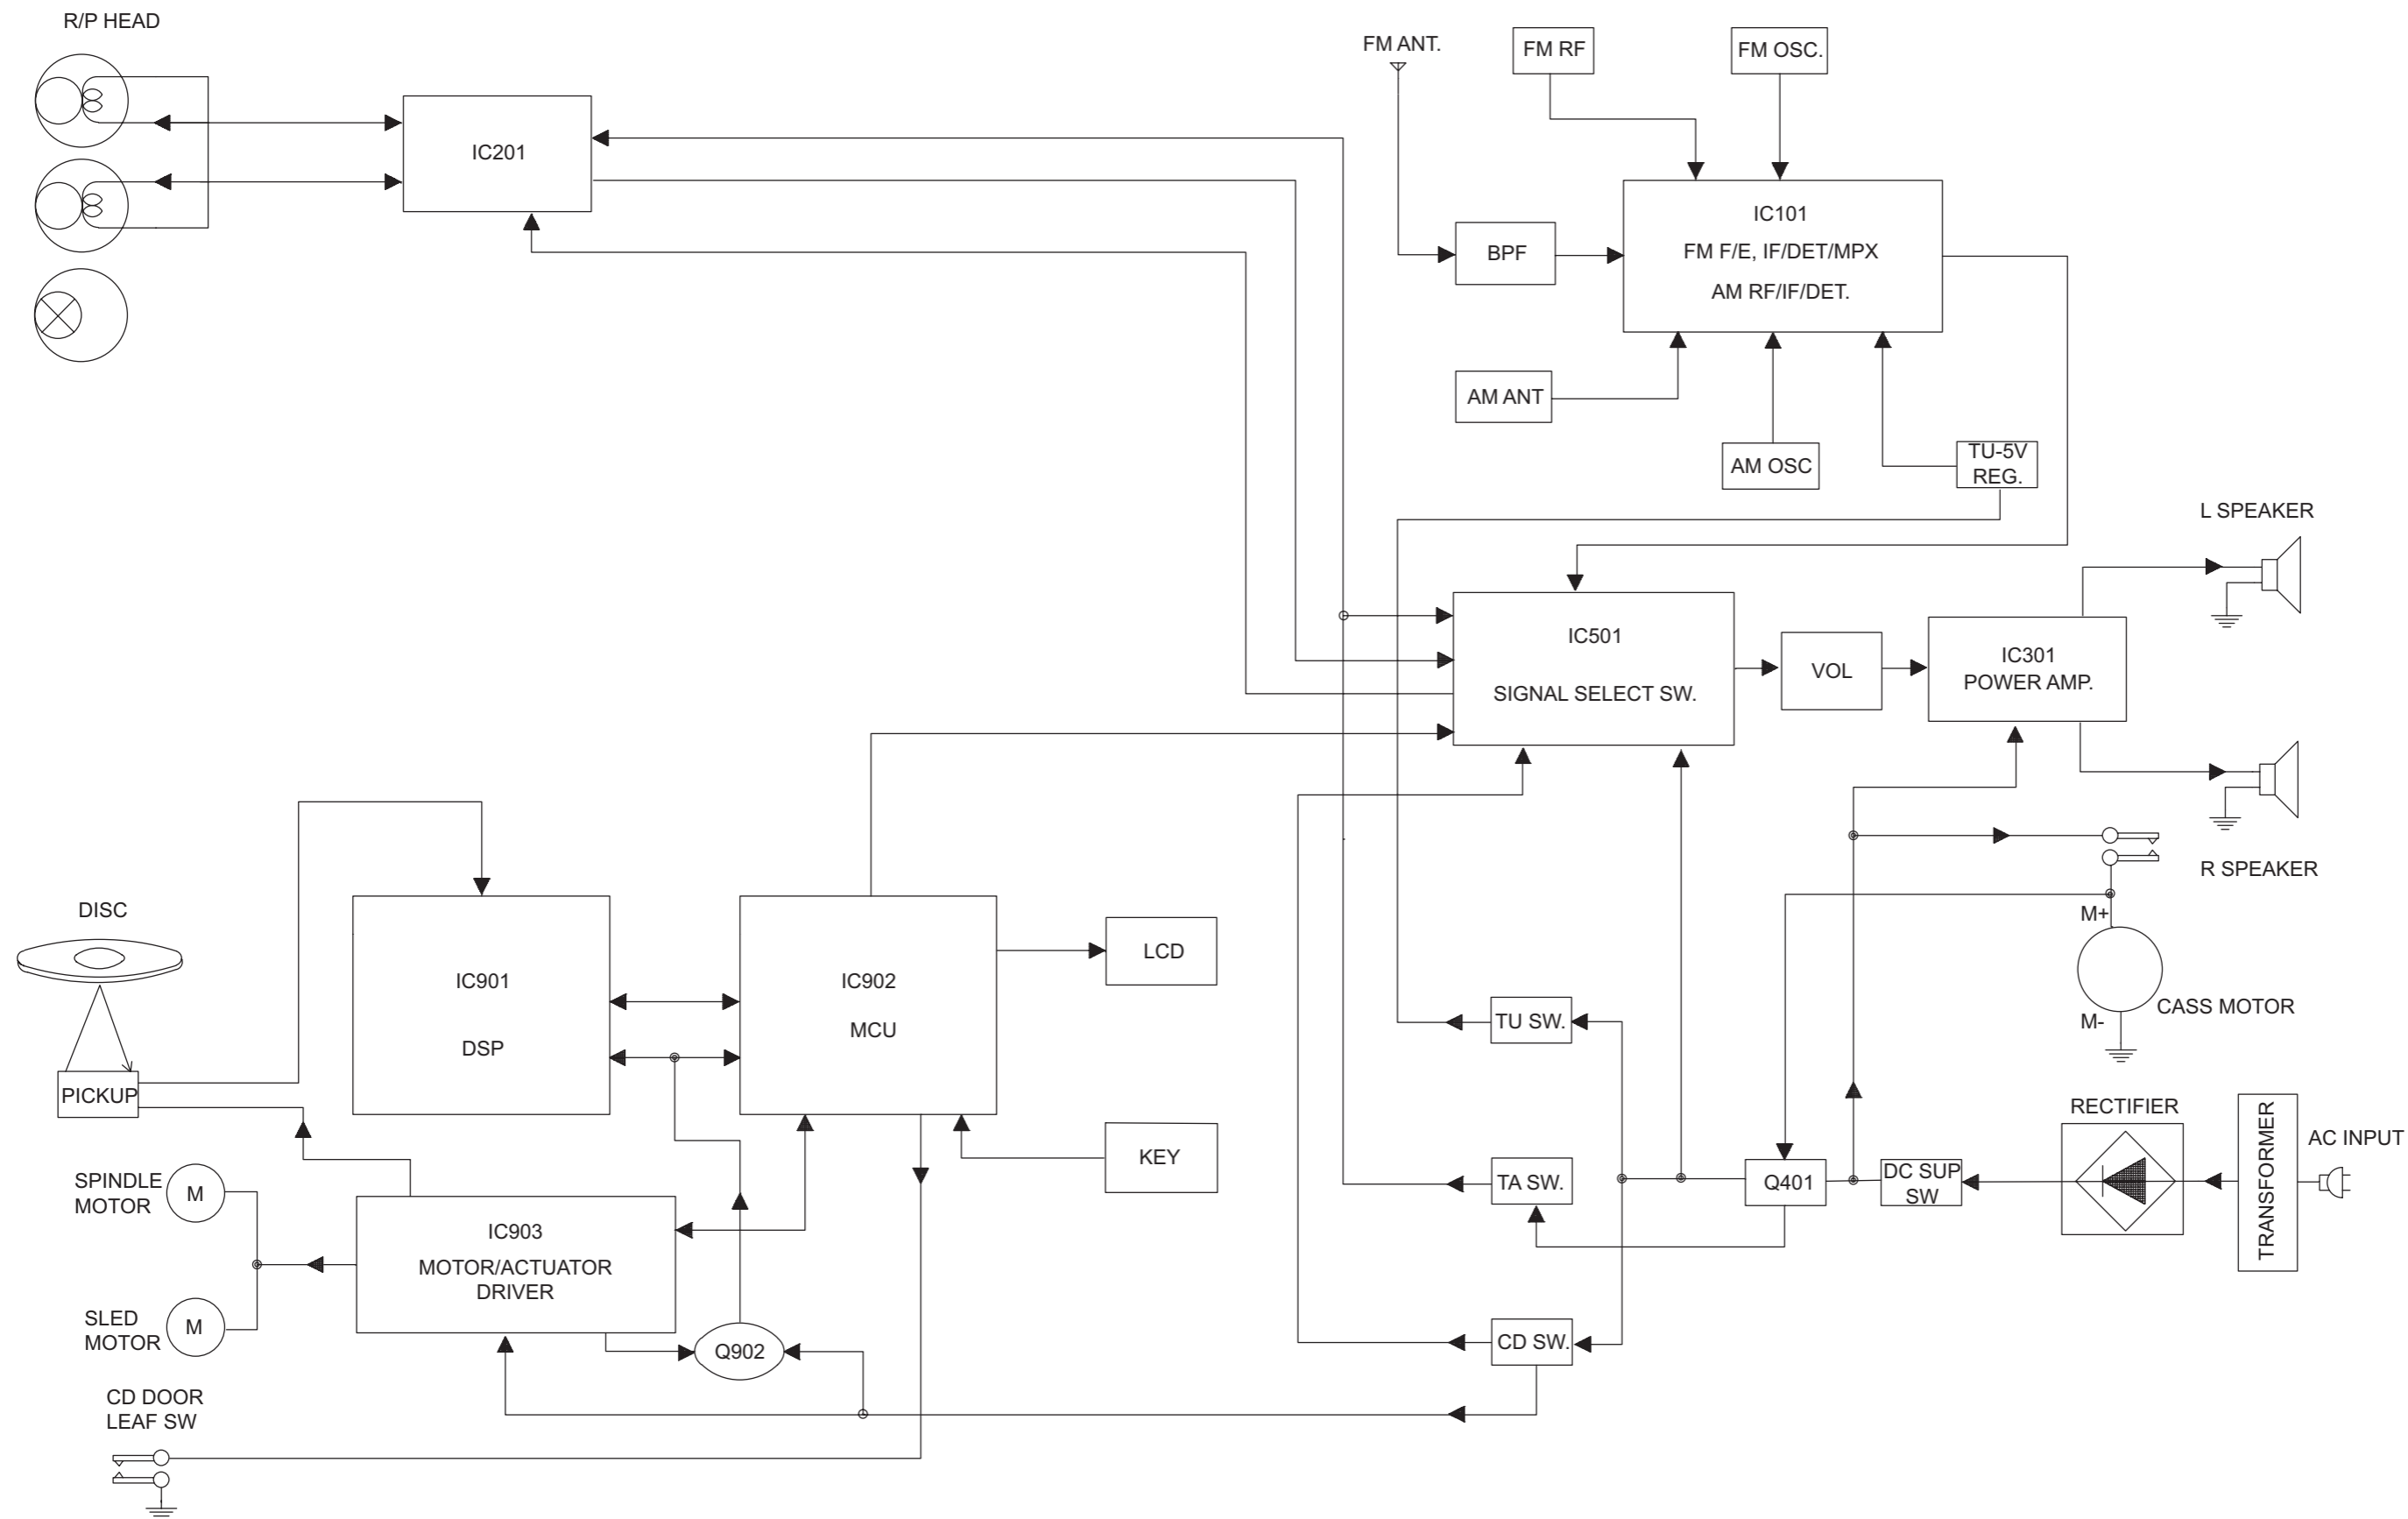 R/P HEAD
IC201
FM ANT.
FM RF
FM OSC.
BPF
IC101
FM F/E, IF/DET/MPX
AM RF/IF/DET.
AM ANT
AM OSC
TU-5V
REG.
L SPEAKER
IC501
SIGNAL SELECT SW.
VOL
IC301
POWER AMP.
R SPEAKER
M+
CASS MOTOR
M-
DISC
PICKUP
IC901
DSP
IC902
MCU
LCD
KEY
TU SW.
TA SW.
CD SW.
Q401
DC SUP
SW
RECTIFIER
TRANSFORMER
AC INPUT
SPINDLE
MOTOR
M
SLED
MOTOR
M
IC903
MOTOR/ACTUATOR
DRIVER
Q902
CD DOOR
LEAF SW